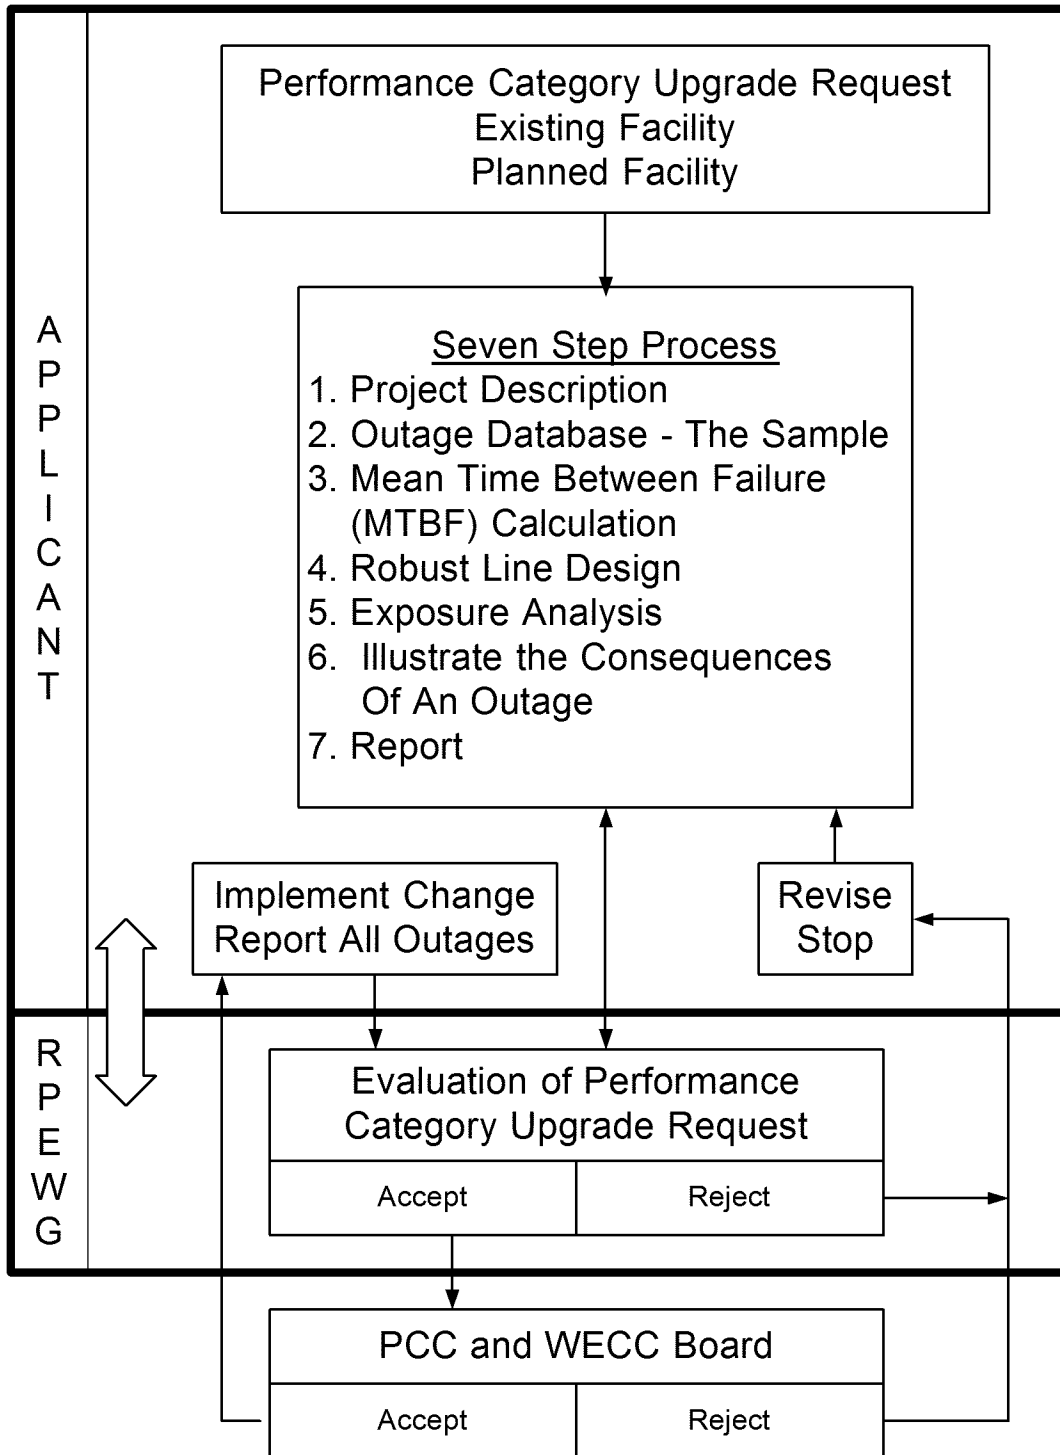 Performance Category Upgrade Request
Existing Facility
Planned Facility
APPLICANT
Seven Step Process
1. Project Description
2. Outage Database - The Sample
3. Mean Time Between Failure
(MTBF) Calculation
4. Robust Line Design
5. Exposure Analysis
6. Illustrate the Consequences
Of An Outage
7. Report
Implement Change
Report All Outages
Revise
Stop
RPEWG
Evaluation of Performance
Category Upgrade Request
Accept
Reject
PCC and WECC Board
Accept
Reject